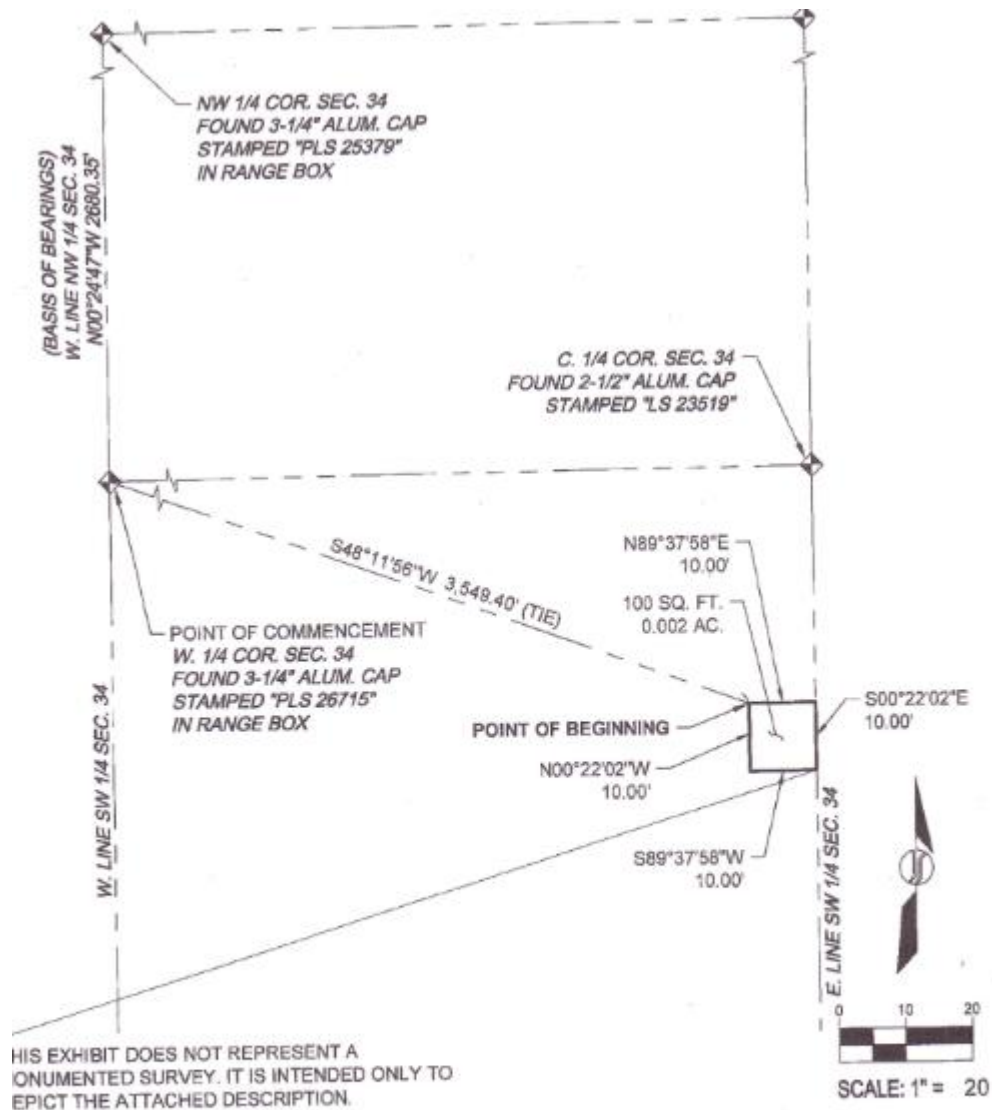 NW 1/4 COR. SEC. 34
FOUND 3-1/4" ALUM. CAP
STAMPED "PLS 25379"
IN RANGE BOX
(BASIS OF BEARINGS)
W. LINE NW 1/4 SEC. 34
N00°24'47"W 2680.35'
C. 1/4 COR. SEC. 34
FOUND 2-1/2" ALUM. CAP
STAMPED "LS 23519"
S48°11'56"W 3,549.40' (TIE)
N89°37'58"E
10.00'
100 SQ. FT.
0.002 AC.
POINT OF COMMENCEMENT
W. 1/4 COR. SEC. 34
FOUND 3-1/4" ALUM. CAP
STAMPED "PLS 26715"
IN RANGE BOX
S00°22'02"E
10.00'
POINT OF BEGINNING
N00°22'02"W
10.00'
W. LINE SW 1/4 SEC. 34
S89°37'58"W
10.00'
E. LINE SW 1/4 SEC. 34
0 10 20
SCALE: 1" = 20
HIS EXHIBIT DOES NOT REPRESENT A
ONUMENTED SURVEY. IT IS INTENDED ONLY TO
EPICT THE ATTACHED DESCRIPTION.